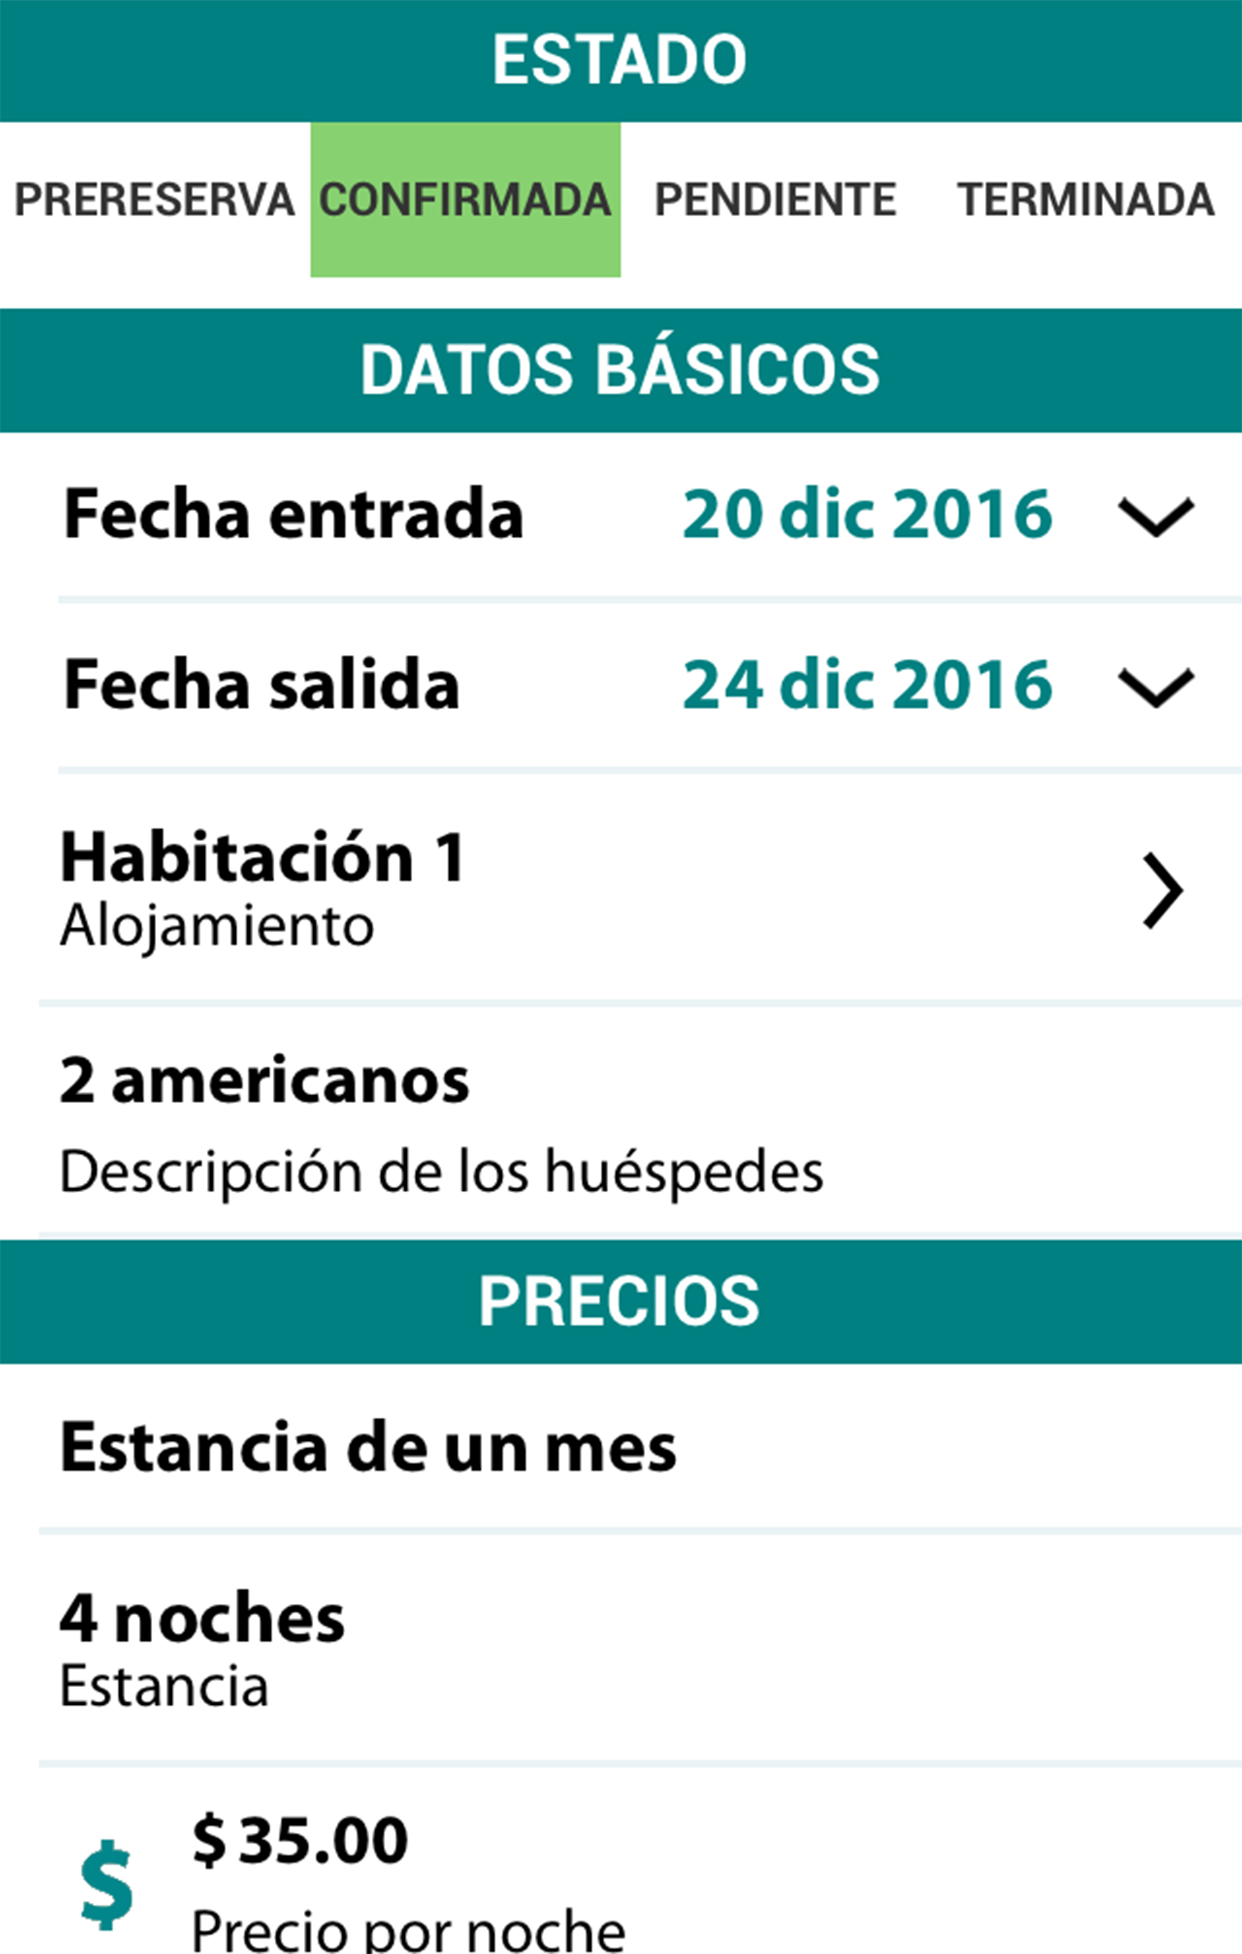 ESTADO
PRERESERVA CONFIRMADA PENDIENTE TERMINADA
DATOS BÁSICOS
Fecha entrada 20 dic 2016
Fecha salida 24 dic 2016
Habitación 1
Alojamiento
2 americanos
Descripción de los huéspedes
PRECIOS
Estancia de un mes
4 noches
Estancia
$ $ 35.00
Precio por noche